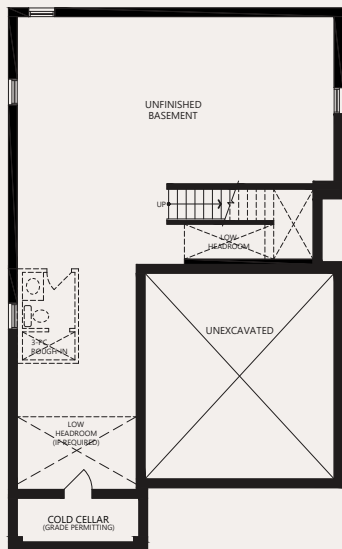 UNFINISHED
BASEMENT
UP
LOW
HEADROOM
UNEXCAVATED
3-PC
ROUGH-IN
LOW
HEADROOM
(IF REQUIRED)
COLD CELLAR
(GRADE PERMITTING)